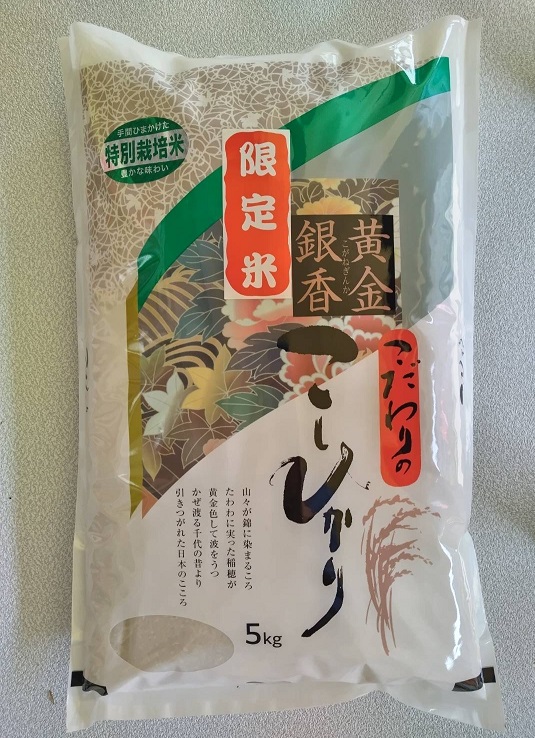 手間ひまかけた
特別栽培米
豊かな味わい
限定米
黄金
銀香
こがねぎんか
こだわりの
こしひかり
山々が錦に染まるころ
たわわに実った稲穂が
黄金色して波をうつ
かぜ渡る千代の昔より
引きつがれた日本のこころ
5kg